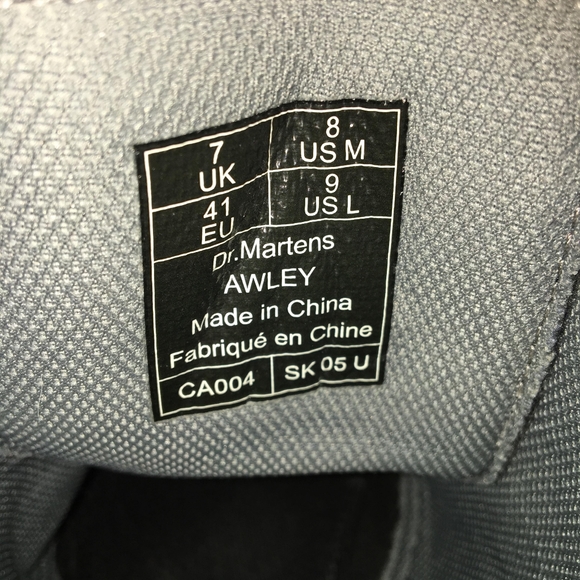 7
UK
8
US M
41
EU
9
US L
Dr.Martens
AWLEY
Made in China
Fabriqué en Chine
CA004
SK 05 U